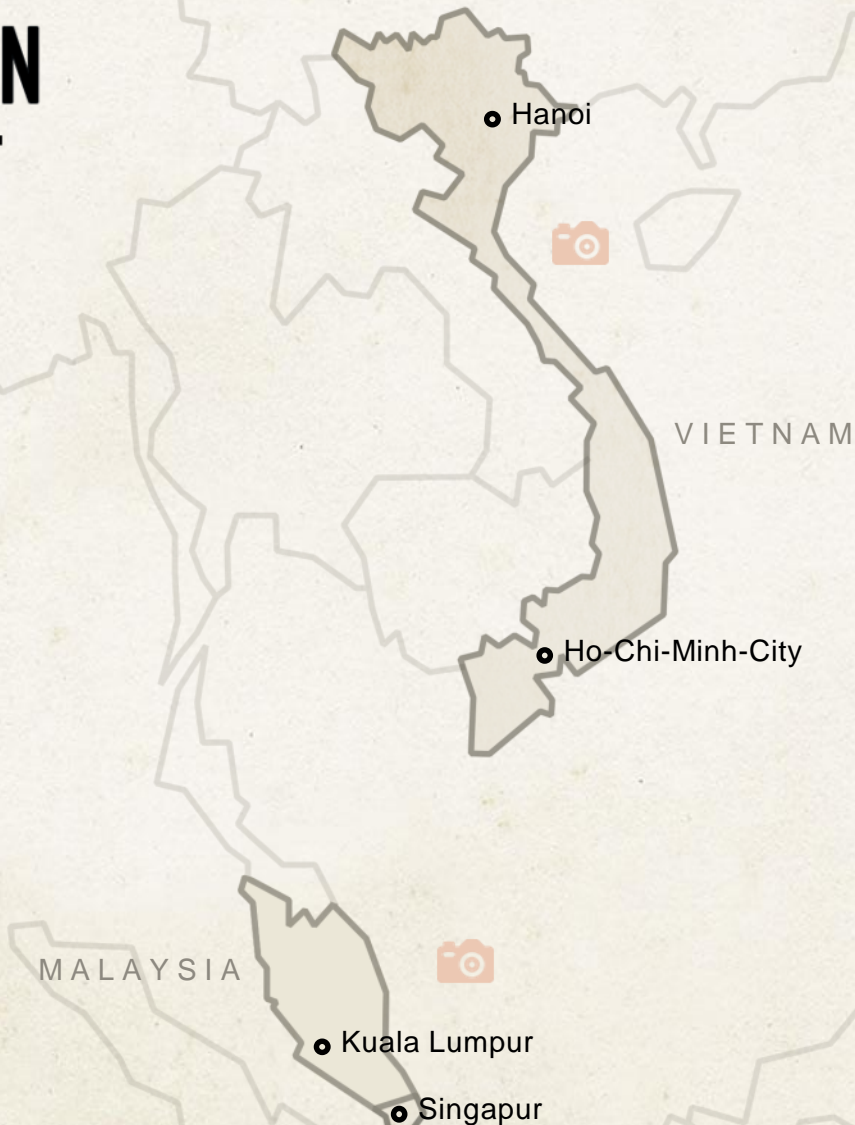 N
Hanoi
VIETNAM
Ho-Chi-Minh-City
MALAYSIA
Kuala Lumpur
Singapur